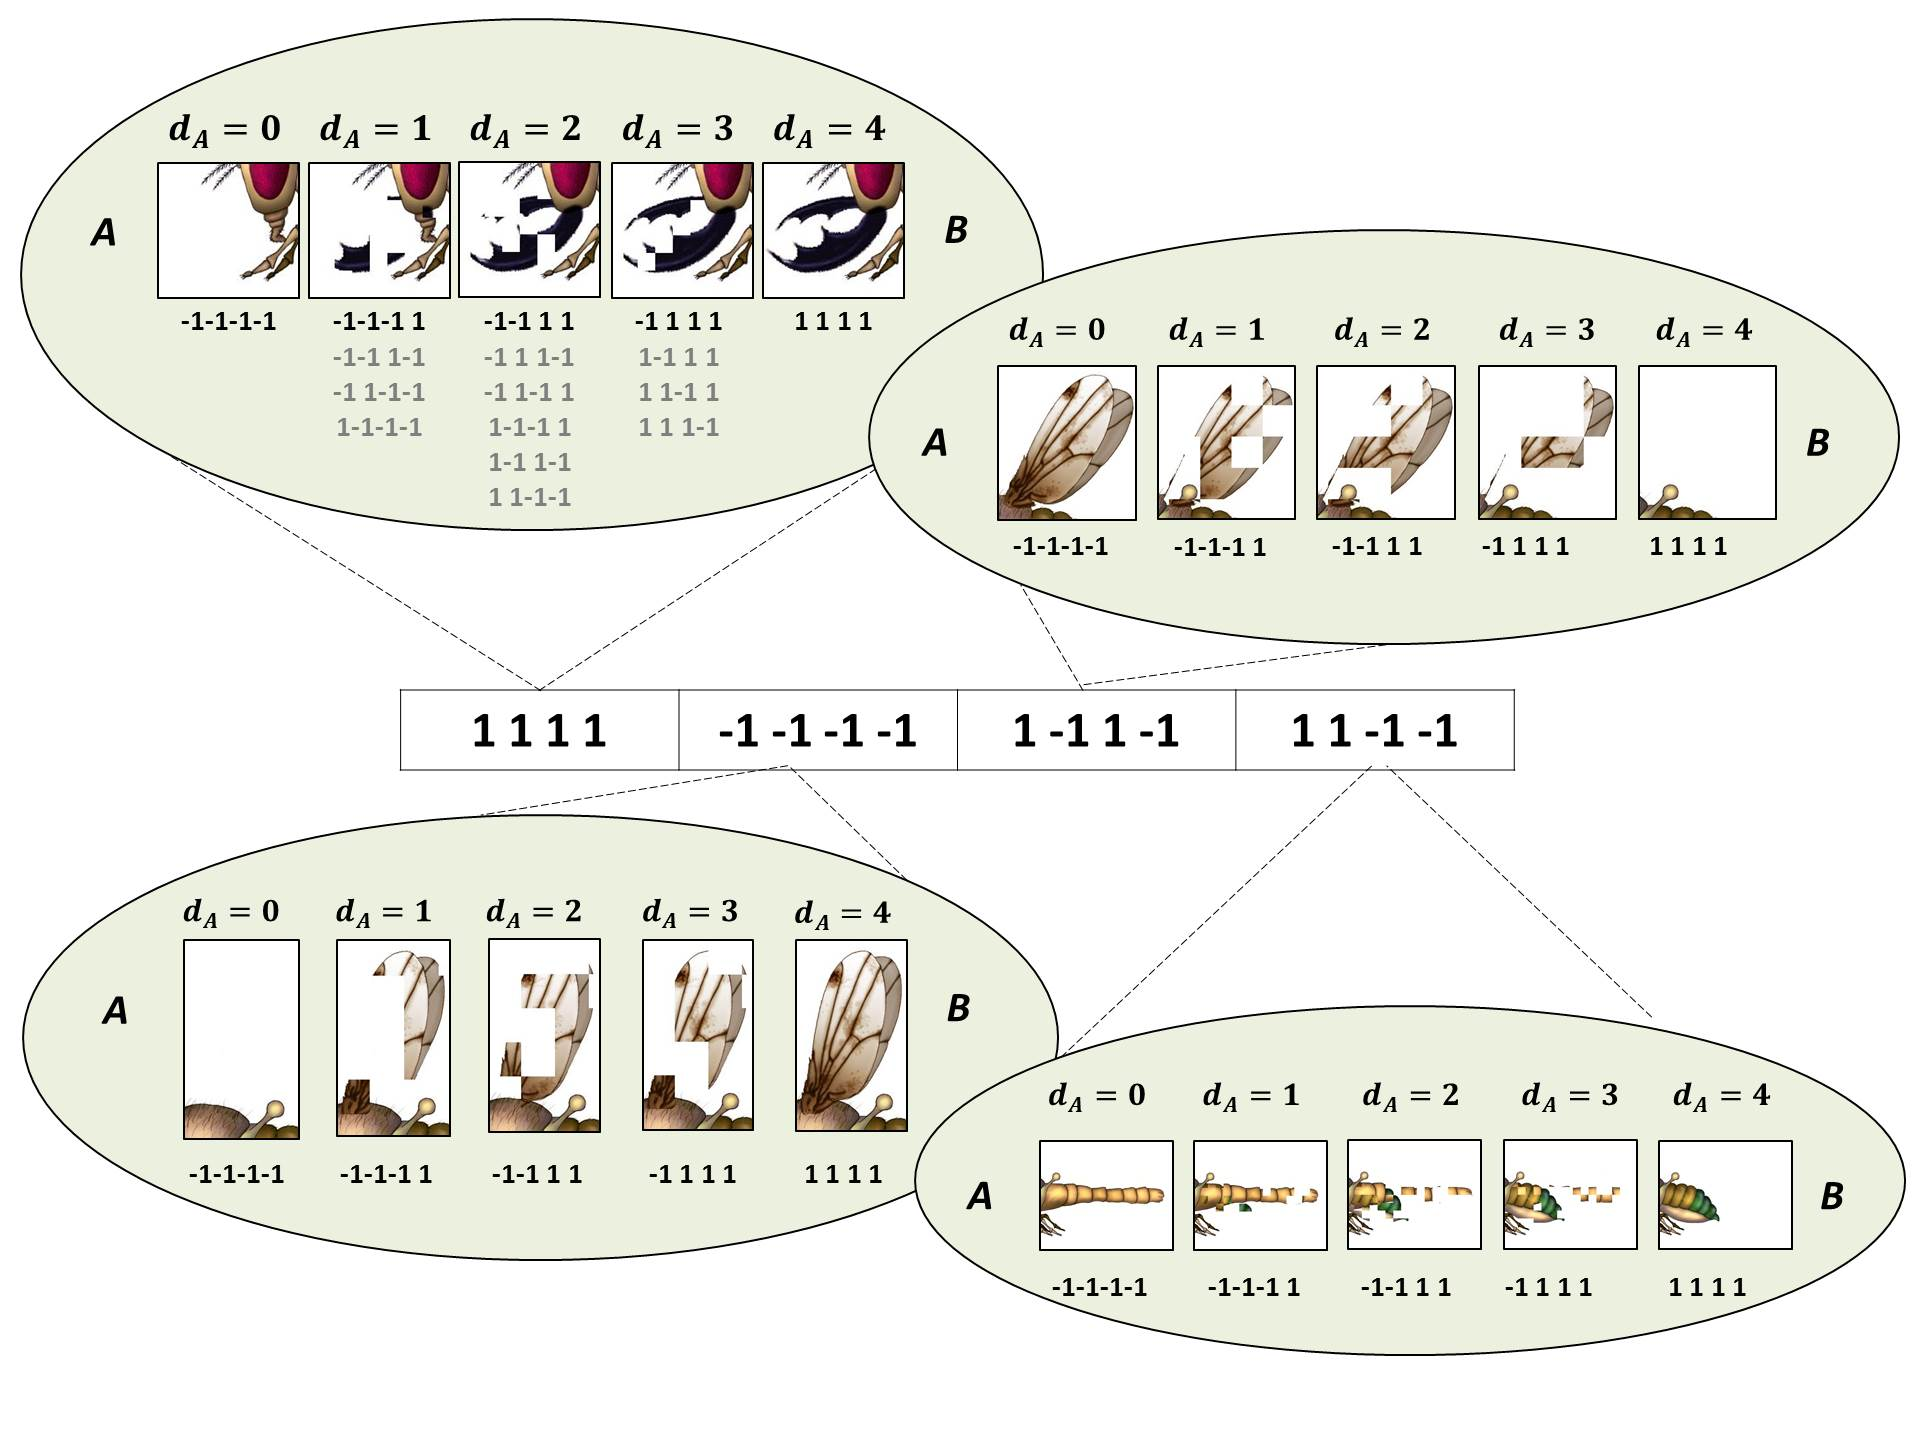 d_A = 0 d_A = 1 d_A = 2 d_A = 3 d_A = 4
A B
-1-1-1-1 -1-1-1 1 -1-1 1 1 -1 1 1 1 1 1 1 1
-1-1 1-1 -1 1 1-1 1-1 1 1
-1 1-1-1 -1 1-1 1 1 1-1 1
1-1-1-1 1-1-1 1 1 1 1-1
1-1 1-1
1 1-1-1
d_A = 0 d_A = 1 d_A = 2 d_A = 3 d_A = 4
A B
-1-1-1-1 -1-1-1 1 -1-1 1 1 -1 1 1 1 1 1 1 1
1 1 1 1 -1 -1 -1 -1 1 -1 1 -1 1 1 -1 -1
d_A = 0 d_A = 1 d_A = 2 d_A = 3 d_A = 4
A B
-1-1-1-1 -1-1-1 1 -1-1 1 1 -1 1 1 1 1 1 1 1
d_A = 0 d_A = 1 d_A = 2 d_A = 3 d_A = 4
A B
-1-1-1-1 -1-1-1 1 -1-1 1 1 -1 1 1 1 1 1 1 1